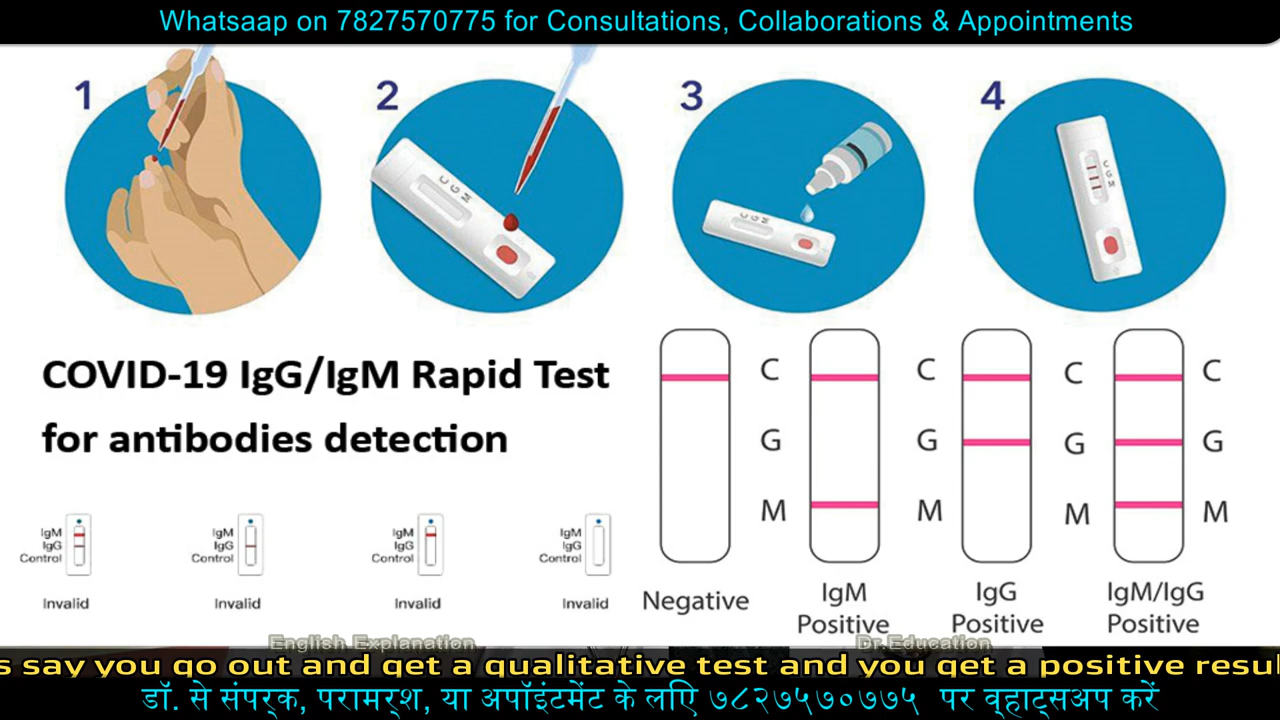 Whatsaap on 7827570775 for Consultations, Collaborations & Appointments
1
2
3
4
C G M
C G M
C G M
COVID-19 IgG/IgM Rapid Test
for antibodies detection
C
G
M
C
G
M
C
G
M
C
G
M
Negative
IgM
Positive
IgG
Positive
IgM/IgG
Positive
IgM
IgG
Control
Invalid
IgM
IgG
Control
Invalid
IgM
IgG
Control
Invalid
IgM
IgG
Control
Invalid
English Explanation
Dr.Education
s say you go out and get a qualitative test and you get a positive resul
डॉ. से संपर्क, परामर्श, या अपॉइंटमेंट के लिए ७८२७५७०७७५ पर व्हाट्सअप करें